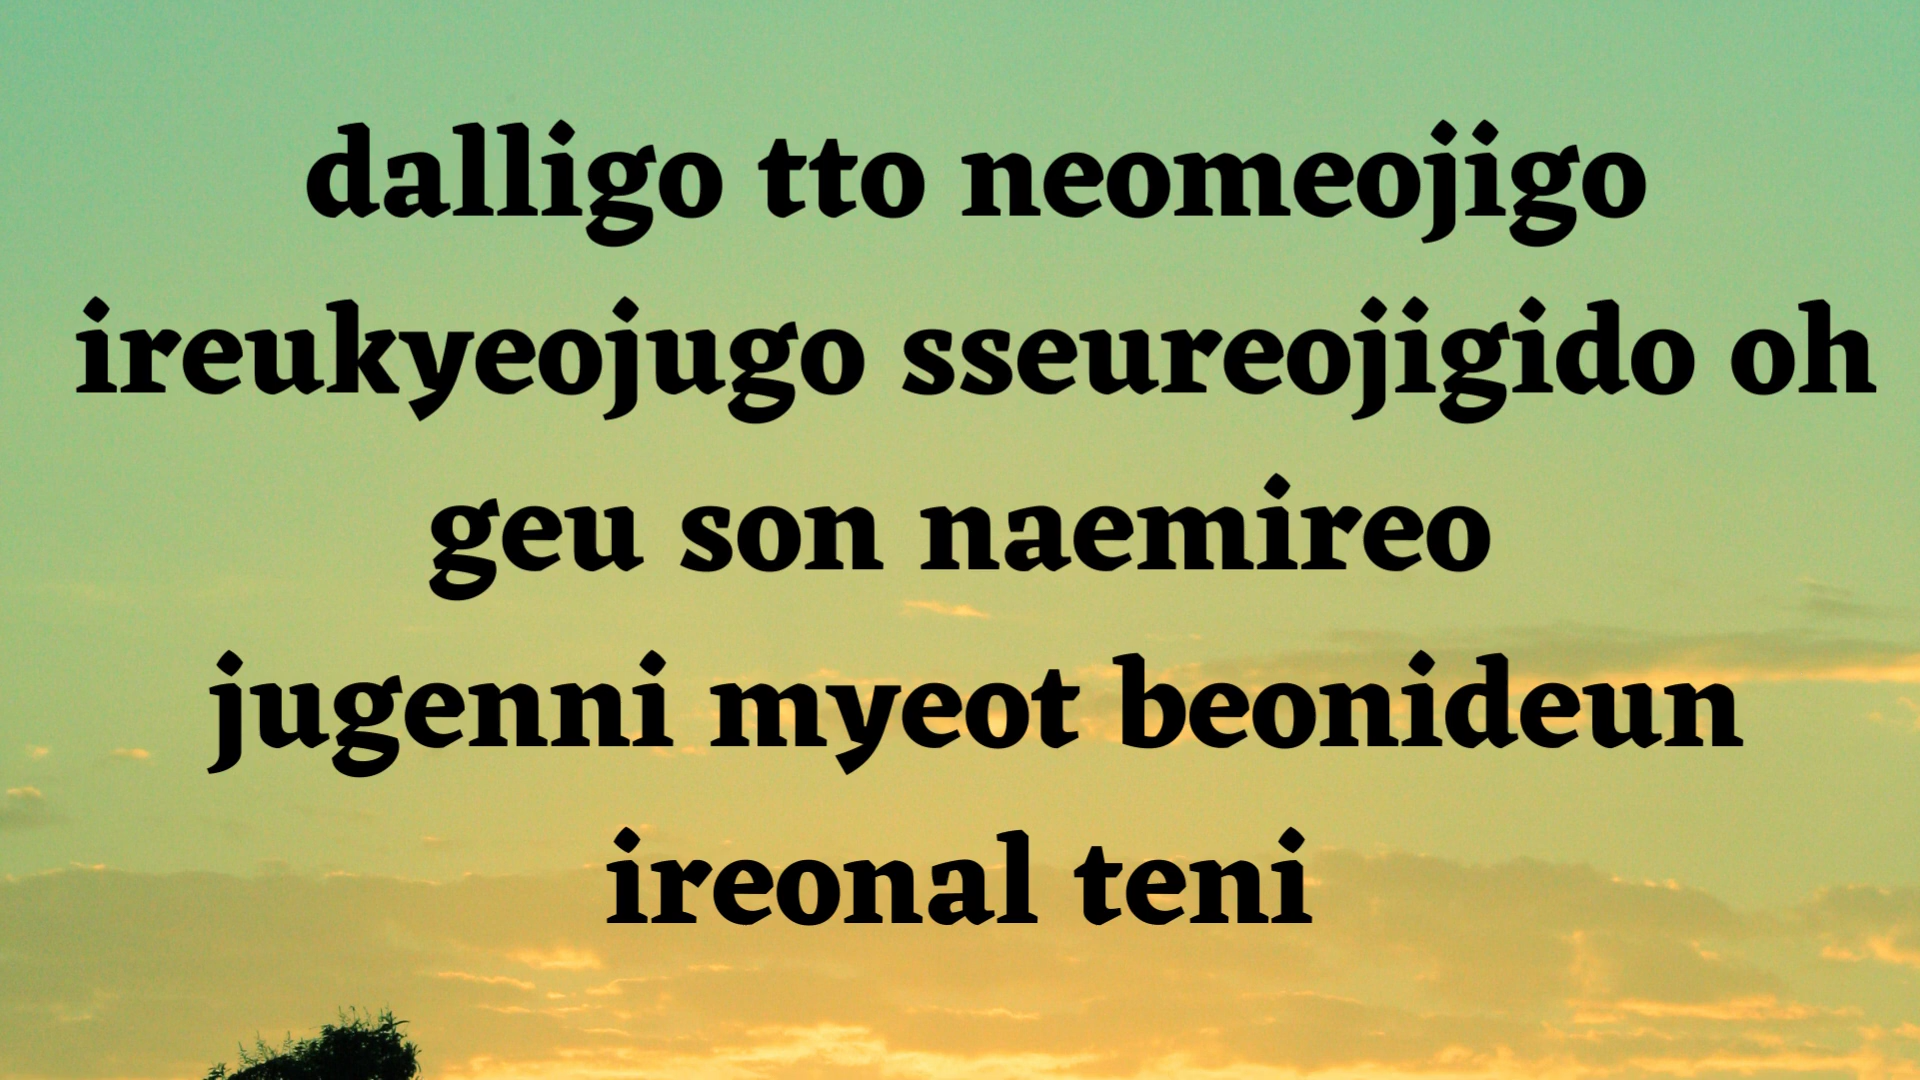 dalligo tto neomeojigo
ireukyeojugo sseureojigido oh
geu son naemireo
jugenni myeot beonideun
ireonal teni